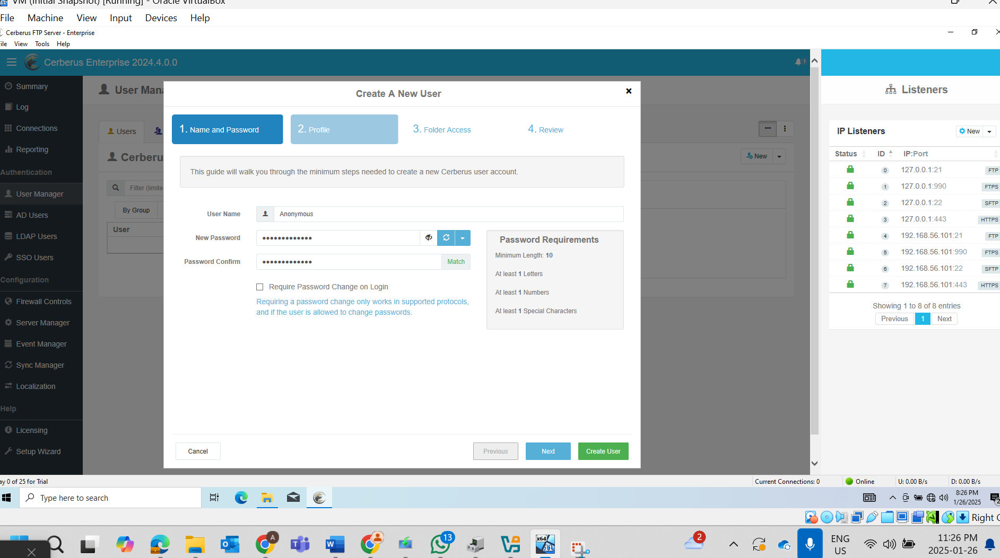 VM (Initial Snapshot) [Running] - Oracle VirtualBox
File Machine View Input Devices Help
Cerberus FTP Server - Enterprise
ile View Tools Help
Cerberus Enterprise 2024.4.0.0
1
Summary
Log
Connections
Reporting
Authentication
User Manager
AD Users
LDAP Users
SSO Users
Configuration
Firewall Controls
Server Manager
Event Manager
Sync Manager
Localization
Help
Licensing
Setup Wizard
User Mana
Users
Cerberu
New
Filter (limite
By Group
User
Create A New User
1. Name and Password
2. Profile
3. Folder Access
4. Review
This guide will walk you through the minimum steps needed to create a new Cerberus user account.
User Name
Anonymous
New Password
Password Confirm
Match
Require Password Change on Login
Requiring a password change only works in supported protocols,
and if the user is allowed to change passwords.
Password Requirements
Minimum Length: 10
At least 1 Letters
At least 1 Numbers
At least 1 Special Characters
Cancel
Previous
Next
Create User
Listeners
IP Listeners
New
Status ID IP:Port
0 127.0.0.1:21 FTP
1 127.0.0.1:990 FTPS
2 127.0.0.1:22 SFTP
3 127.0.0.1:443 HTTPS
4 192.168.56.101:21 FTP
5 192.168.56.101:990 FTPS
6 192.168.56.101:22 SFTP
7 192.168.56.101:443 HTTPS
Showing 1 to 8 of 8 entries
Previous 1 Next
ay 0 of 25 for Trial
Current Connections: 0
Online
U: 0.00 B/s
D: 0.00 B/s
Type here to search
8:26 PM
1/26/2025
2
Right C
A
13
x64
11
2
ENG
US
11:26 PM
2025-01-26